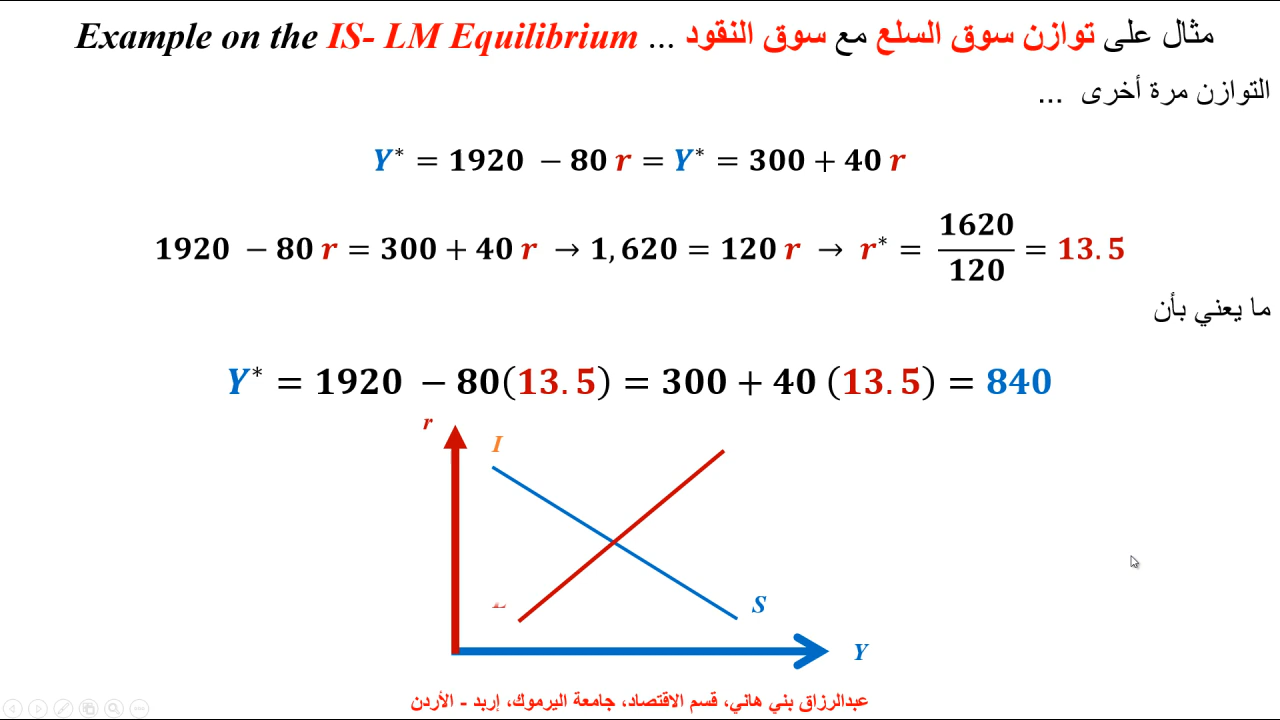 مثال على توازن سوق السلع مع سوق النقود ... Example on the IS- LM Equilibrium
التوازن مرة أخرى ...
Y* = 1920 − 80 r = Y* = 300 + 40 r
1920 − 80 r = 300 + 40 r → 1,620 = 120 r → r* = 1620/120 = 13.5
ما يعني بأن
Y* = 1920 − 80(13.5) = 300 + 40 (13.5) = 840
r
I
S
Y
عبدالرزاق بني هاني، قسم الاقتصاد، جامعة اليرموك، إربد - الأردن